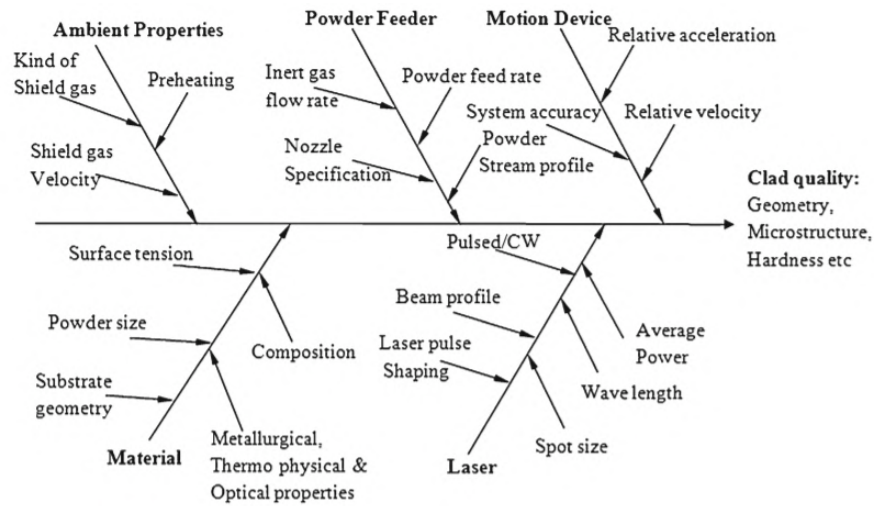 Ambient Properties
Kind of
Shield gas
Preheating
Shield gas
Velocity
Powder Feeder
Inert gas
flow rate
Powder feed rate
Nozzle
Specification
Powder
Stream profile
Motion Device
Relative acceleration
System accuracy
Relative velocity
Clad quality:
Geometry,
Microstructure,
Hardness etc
Surface tension
Powder size
Composition
Substrate
geometry
Metallurgical,
Thermo physical &
Optical properties
Material
Pulsed/CW
Beam profile
Average
Power
Laser pulse
Shaping
Wave length
Spot size
Laser